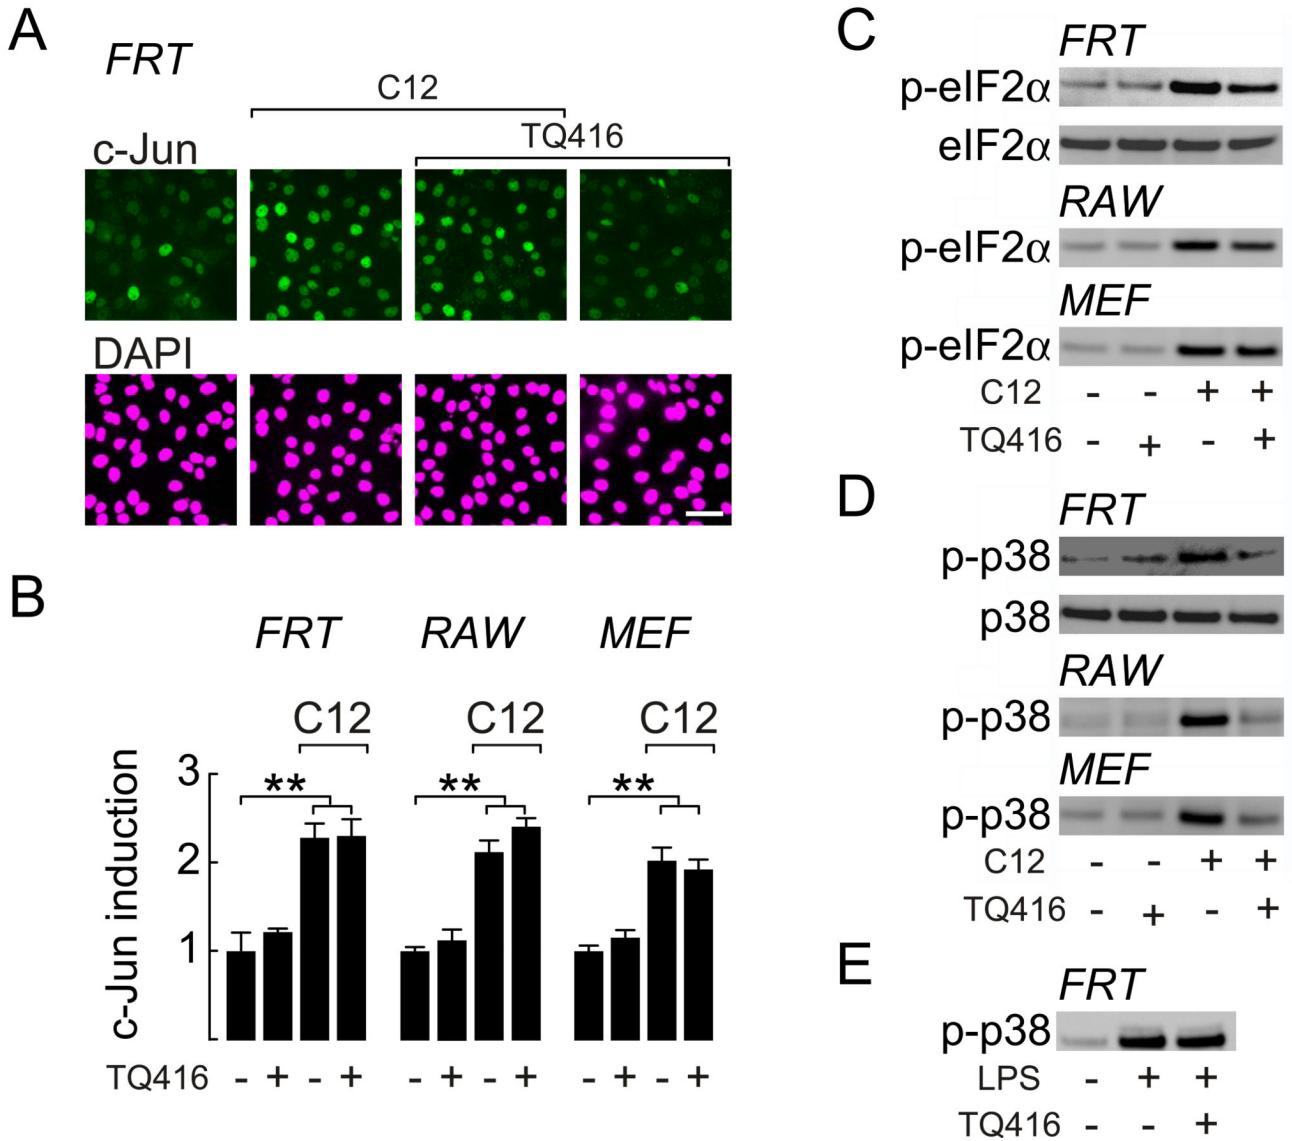 A
FRT
C12
TQ416
c-Jun
DAPI
B
FRT RAW MEF
C12 C12 C12
3
2
1
** ** **
c-Jun induction
TQ416 - + - + - + - + - + - +
C
FRT
p-eIF2α
eIF2α
RAW
p-eIF2α
MEF
p-eIF2α
C12 - - + +
TQ416 - + - +
D
FRT
p-p38
p38
RAW
p-p38
MEF
p-p38
C12 - - + +
TQ416 - + - +
E
FRT
p-p38
LPS - + +
TQ416 - - +